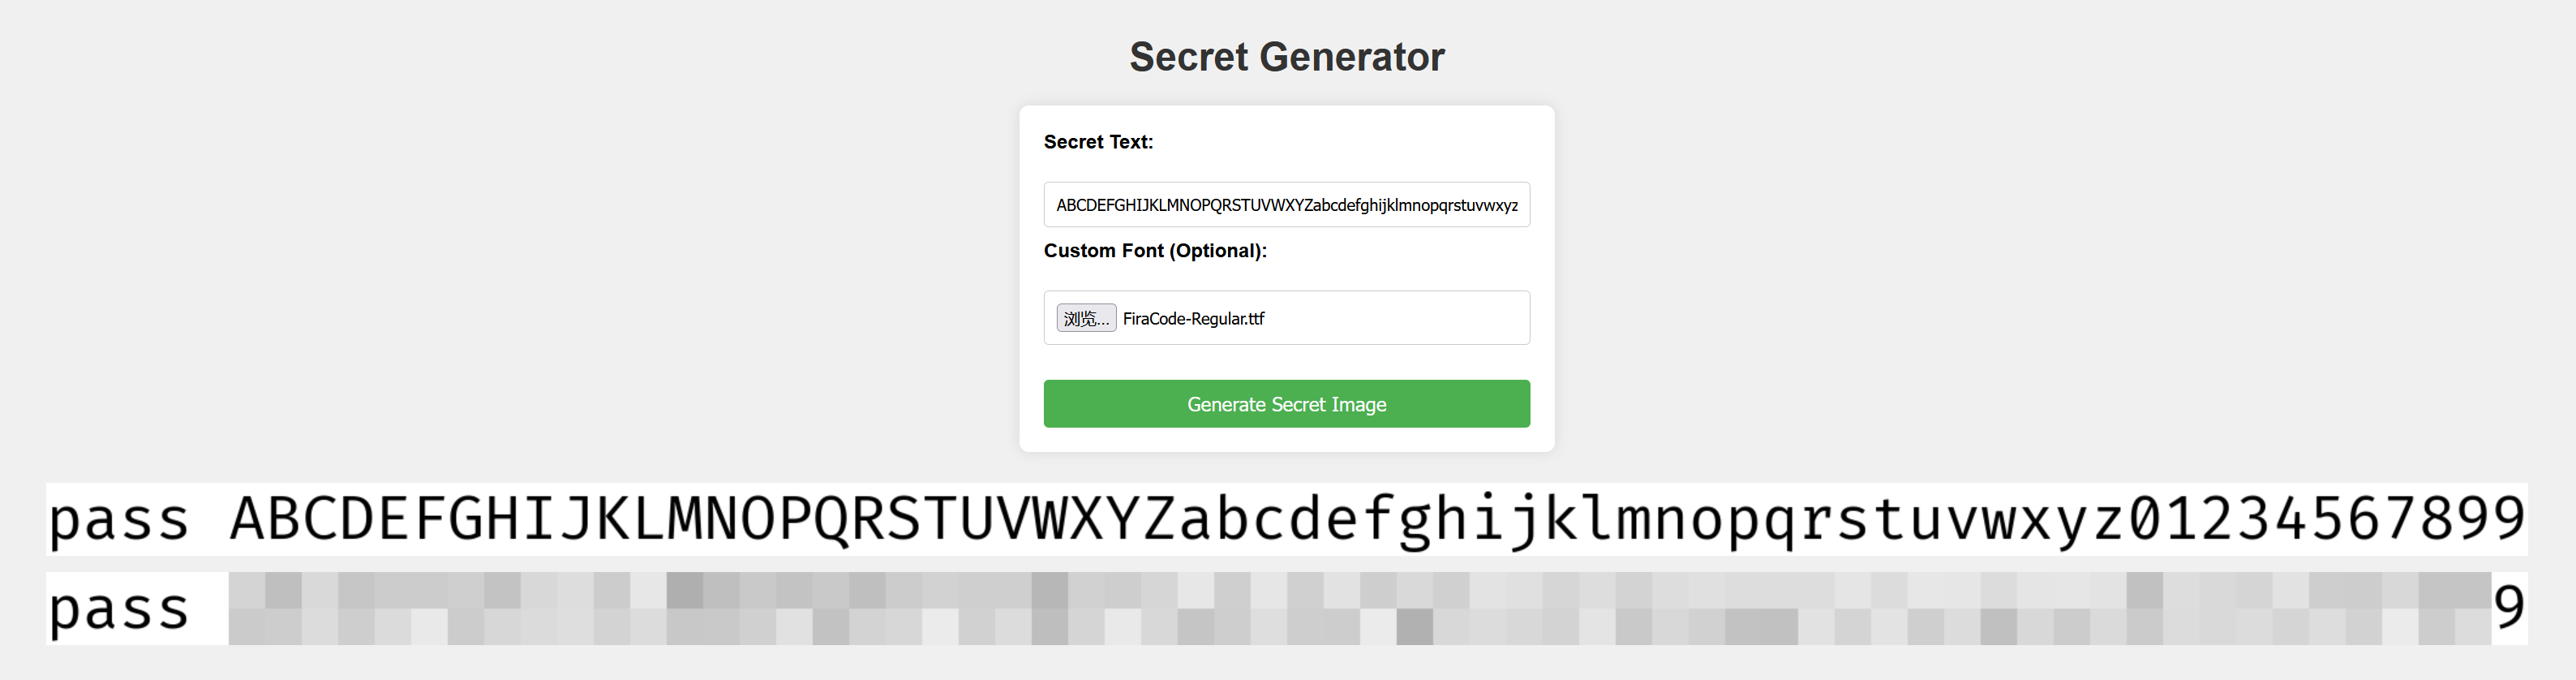 Secret Generator
Secret Text:
ABCDEFGHIJKLMNOPQRSTUVWXYZabcdefghijklmnopqrstuvwxyz
Custom Font (Optional):
浏览... FiraCode-Regular.ttf
Generate Secret Image
pass ABCDEFGHIJKLMNOPQRSTUVWXYZabcdefghijklmnopqrstuvwxyz01234567899
pass 9